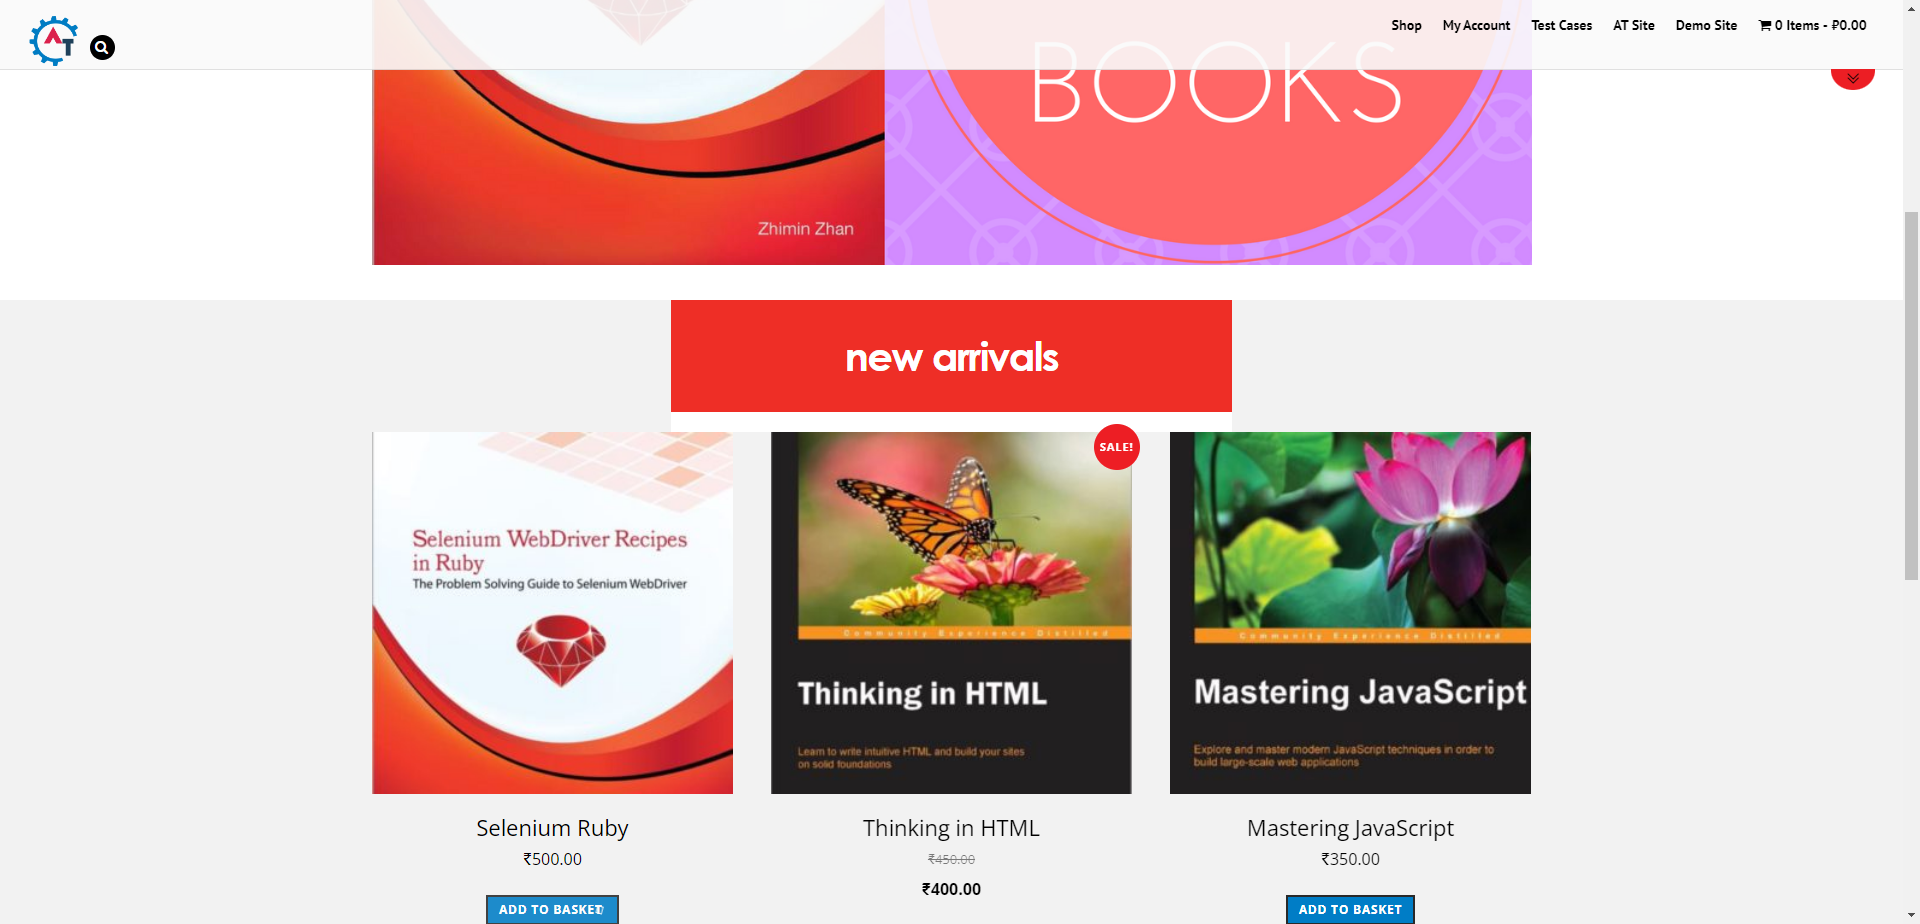 AT
Shop My Account Test Cases AT Site Demo Site 0 Items - ₽0.00
BOOKS
Zhimin Zhan
new arrivals
SALE!
Selenium WebDriver Recipes
in Ruby
The Problem Solving Guide to Selenium WebDriver
Community Experience Distilled
Thinking in HTML
Learn to write intuitive HTML and build your sites
on solid foundations
Community Experience Distilled
Mastering JavaScript
Explore and master modern JavaScript techniques in order to
build large-scale web applications
Selenium Ruby
₹500.00
ADD TO BASKET
Thinking in HTML
₹450.00
₹400.00
Mastering JavaScript
₹350.00
ADD TO BASKET